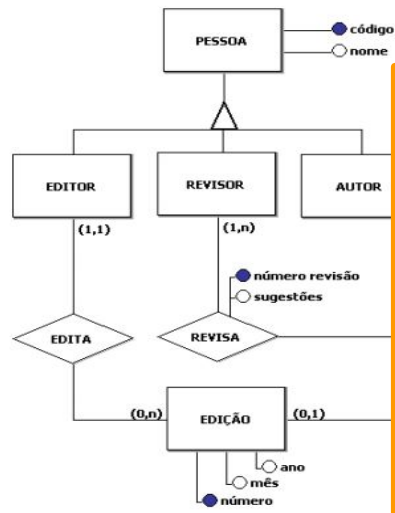 código
PESSOA
nome
EDITOR
REVISOR
AUTOR
(1,1)
(1,n)
número revisão
sugestões
EDITA
REVISA
(0,n)
EDIÇÃO
(0,1)
ano
mês
número